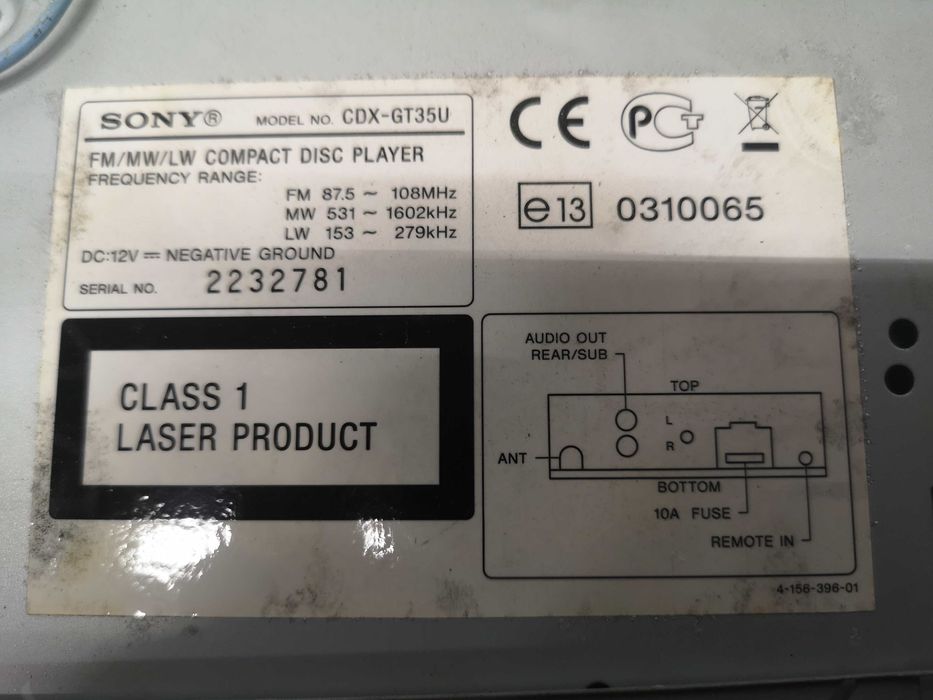 SONY® MODEL NO. CDX-GT35U
FM/MW/LW COMPACT DISC PLAYER
FREQUENCY RANGE:
FM 87.5 ~ 108MHz
MW 531 ~ 1602kHz
LW 153 ~ 279kHz
DC:12V ⎓ NEGATIVE GROUND
SERIAL NO. 2232781
CE PCT
e13 0310065
CLASS 1
LASER PRODUCT
AUDIO OUT
REAR/SUB
TOP
L
R
ANT
BOTTOM
10A FUSE
REMOTE IN
4-156-396-01